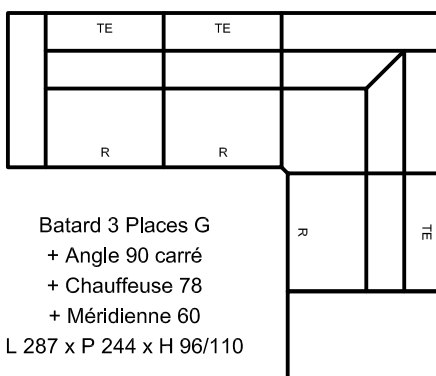 TE TE
R R
R
TE
Batard 3 Places G
+ Angle 90 carré
+ Chauffeuse 78
+ Méridienne 60
L 287 x P 244 x H 96/110